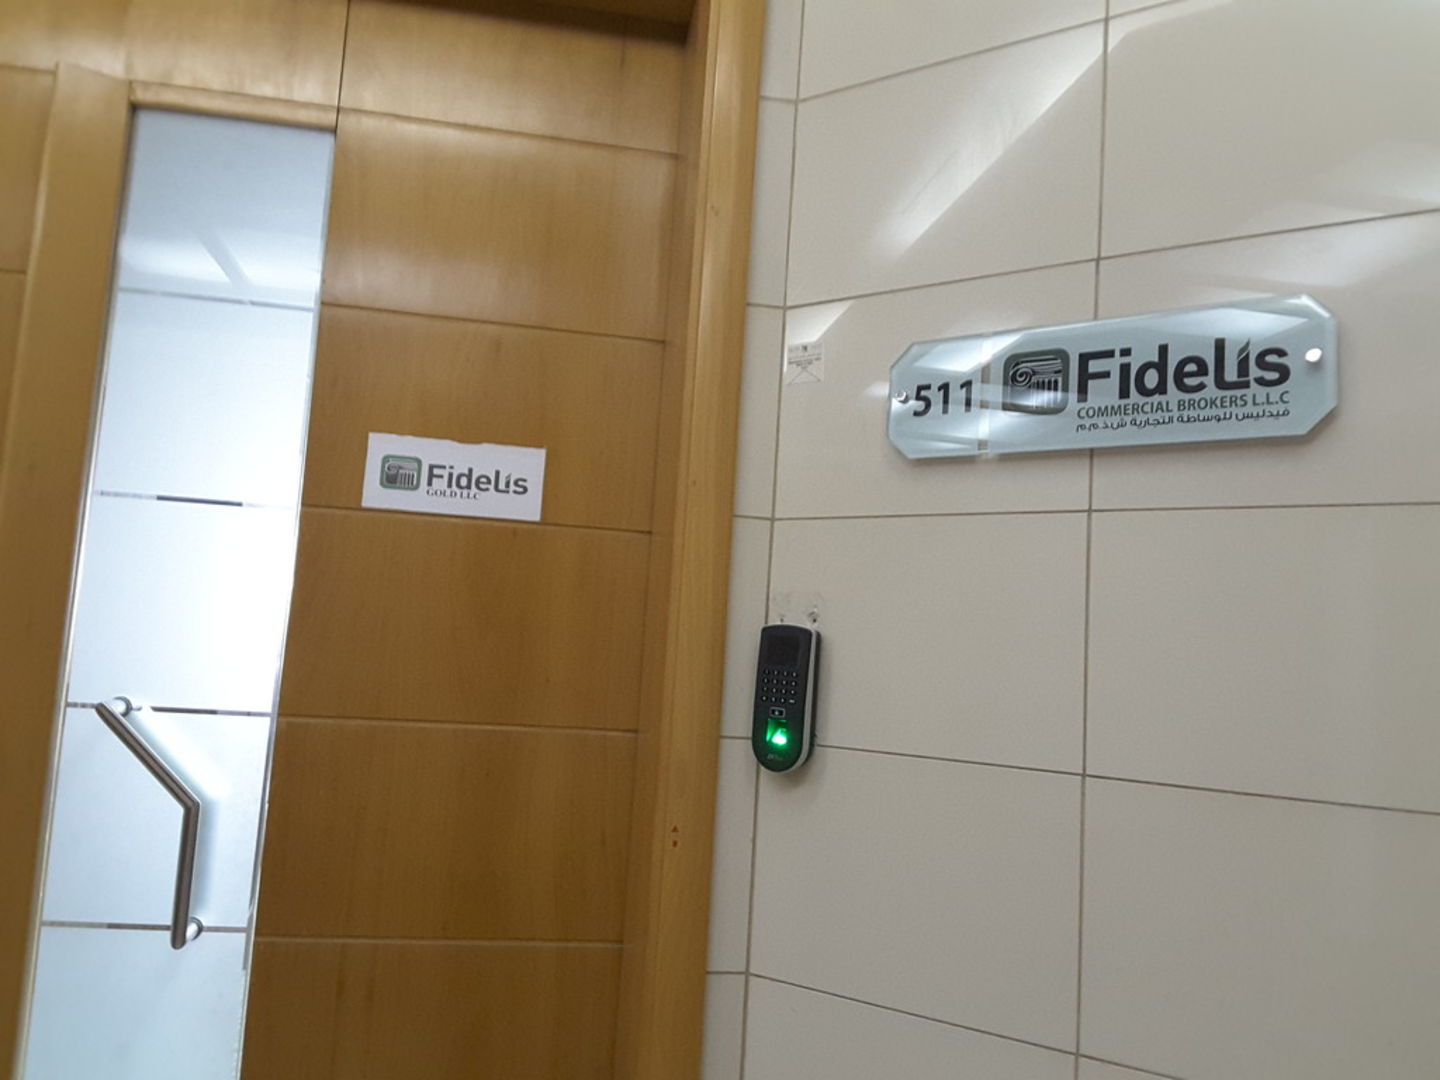 Fidelis
GOLD LLC
511
Fidelis
COMMERCIAL BROKERS L.L.C
فيدليس للوساطة التجارية ش.ذ.م.م